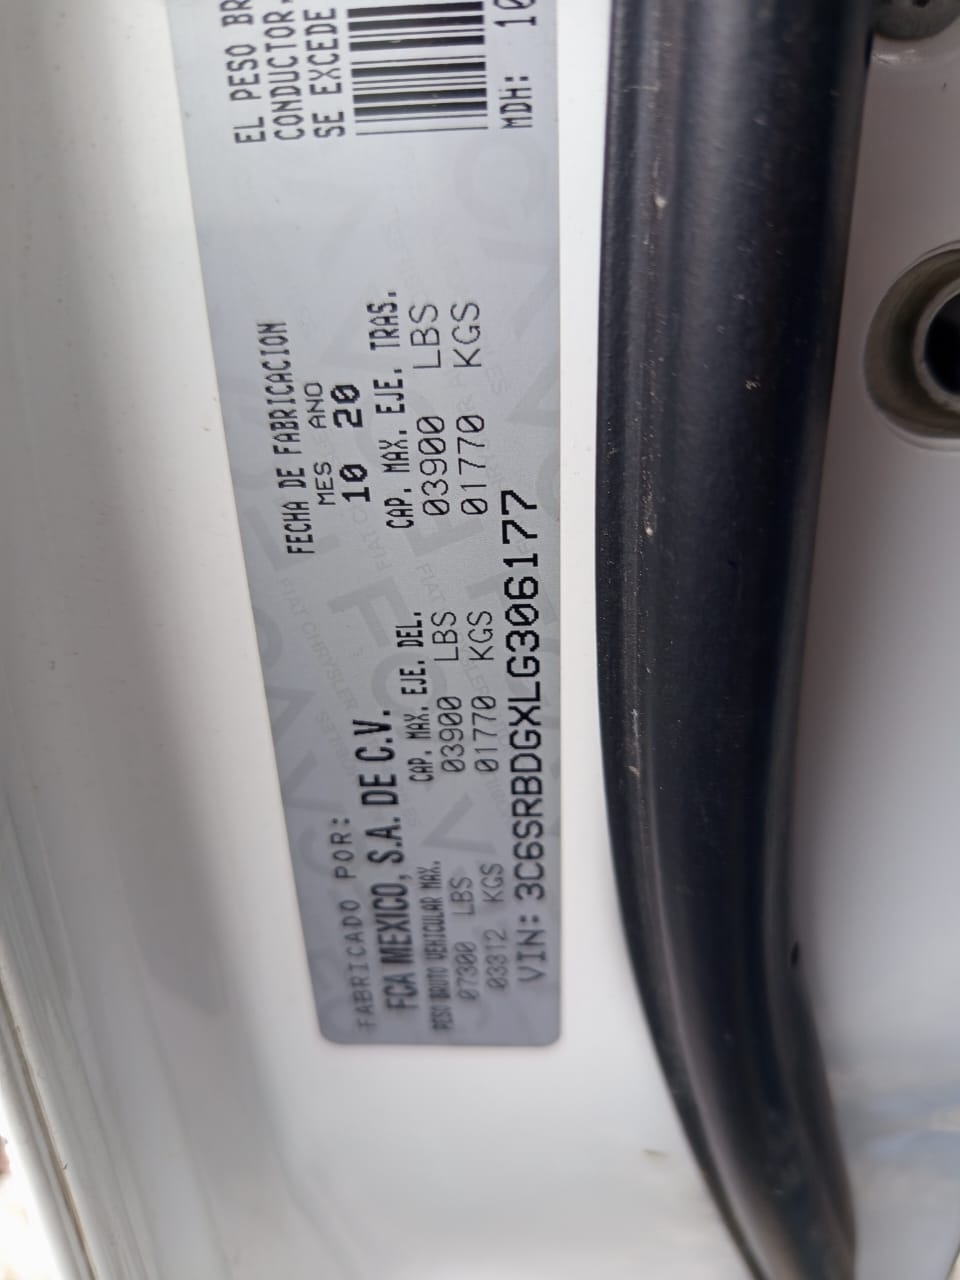 FABRICADO POR:
FCA MEXICO, S.A. DE C.V.
FECHA DE FABRICACION
MES AÑO
10 20
PESO BRUTO VEHICULAR MAX.
07300 LBS
03312 KGS
CAP. MAX. EJE. DEL.
03900 LBS
01770 KGS
CAP. MAX. EJE. TRAS.
03900 LBS
01770 KGS
VIN: 3C6SRBDGXLG306177
EL PESO BR
CONDUCTOR,
SE EXCEDE
MDH: 10